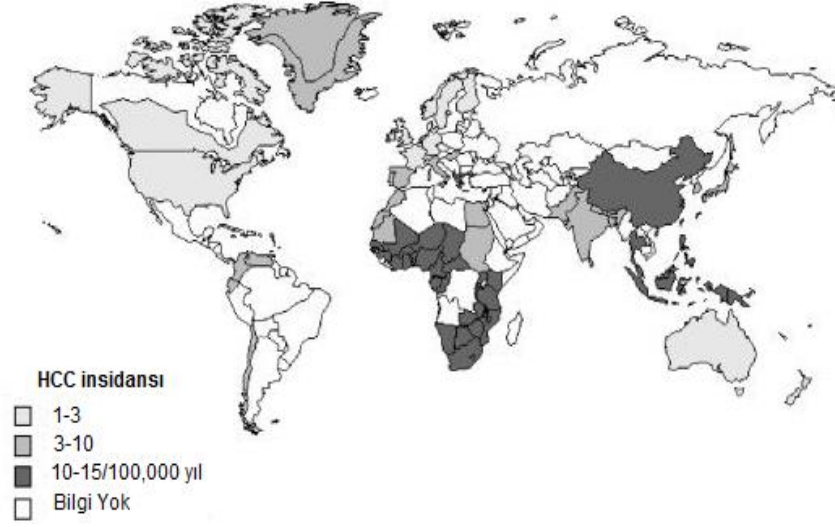 HCC insidansı
1-3
3-10
10-15/100,000 yıl
Bilgi Yok